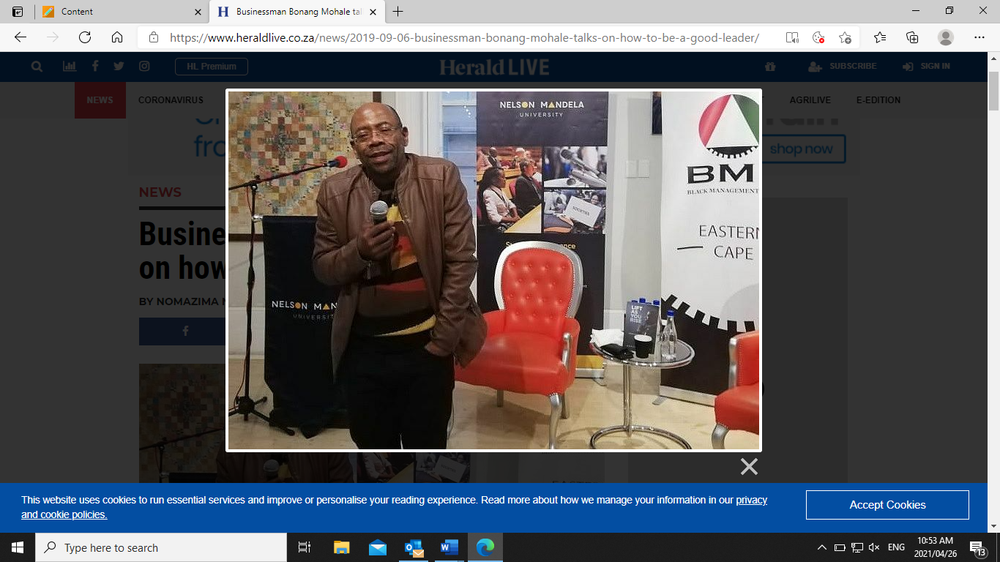 Content
Businessman Bonang Mohale tal
https://www.heraldlive.co.za/news/2019-09-06-businessman-bonang-mohale-talks-on-how-to-be-a-good-leader/
HL Premium
Herald LIVE
SUBSCRIBE
SIGN IN
NEWS
CORONAVIRUS
AGRILIVE
E-EDITION
fro
shop now
NEWS
Busine
on how
BY NOMAZIMA N
NELSON MANDELA
UNIVERSITY
SOCIETIES
NELSON MAN
UNIVERSITY
BM
BLACK MANAGEMENT
EASTERN
CAPE
LIFT
AS
YOU
RISE
This website uses cookies to run essential services and improve or personalise your reading experience. Read more about how we manage your information in our privacy
and cookie policies.
Accept Cookies
Type here to search
ENG
10:53 AM
2021/04/26
13